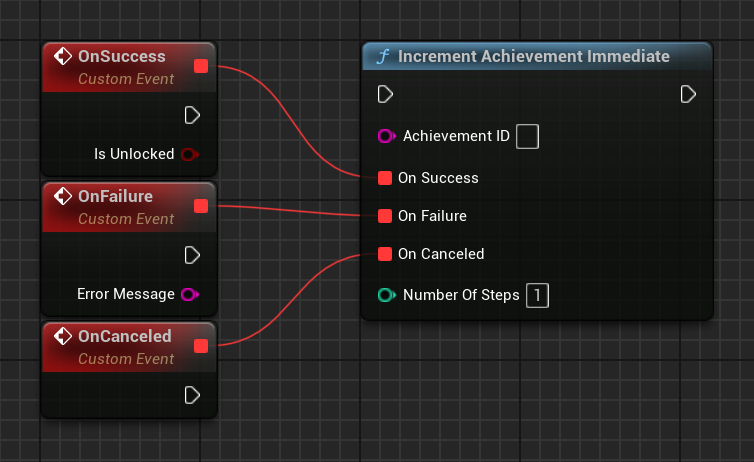 OnSuccess
Custom Event
Is Unlocked
OnFailure
Custom Event
Error Message
OnCanceled
Custom Event
f Increment Achievement Immediate
Achievement ID
On Success
On Failure
On Canceled
Number Of Steps 1